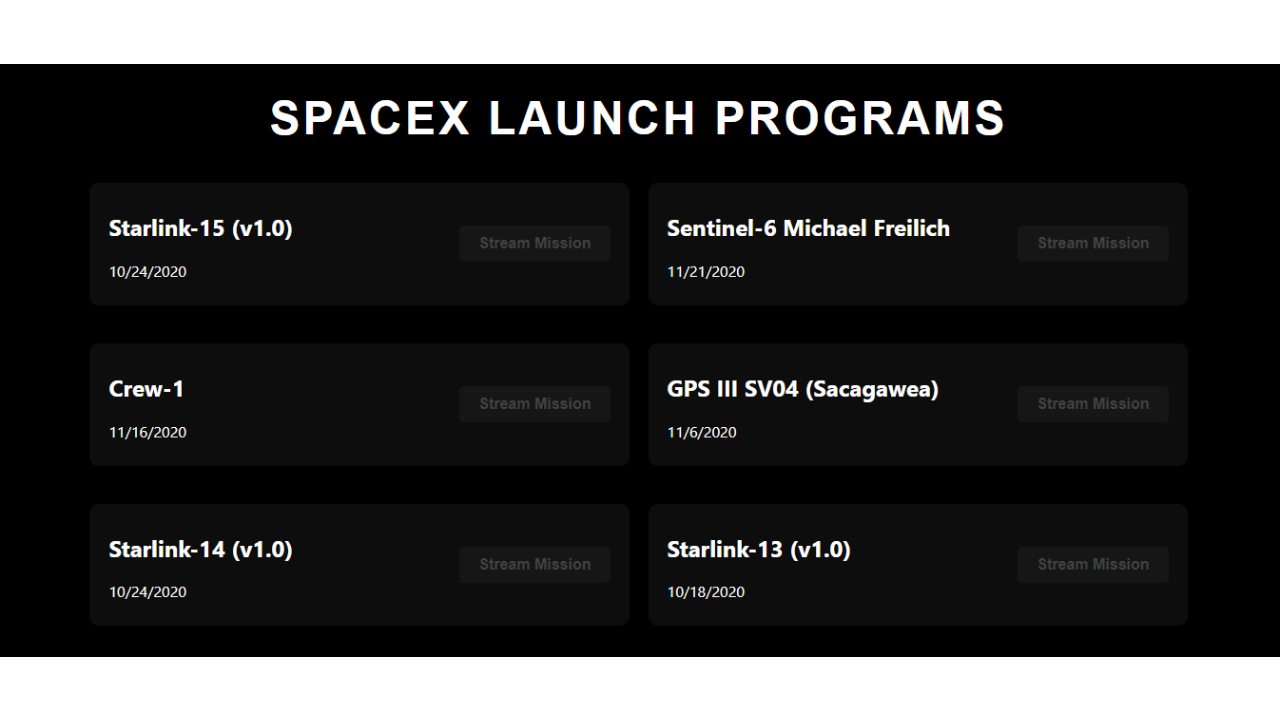 SPACEX LAUNCH PROGRAMS
Starlink-15 (v1.0)
Stream Mission
10/24/2020
Sentinel-6 Michael Freilich
Stream Mission
11/21/2020
Crew-1
Stream Mission
11/16/2020
GPS III SV04 (Sacagawea)
Stream Mission
11/6/2020
Starlink-14 (v1.0)
Stream Mission
10/24/2020
Starlink-13 (v1.0)
Stream Mission
10/18/2020